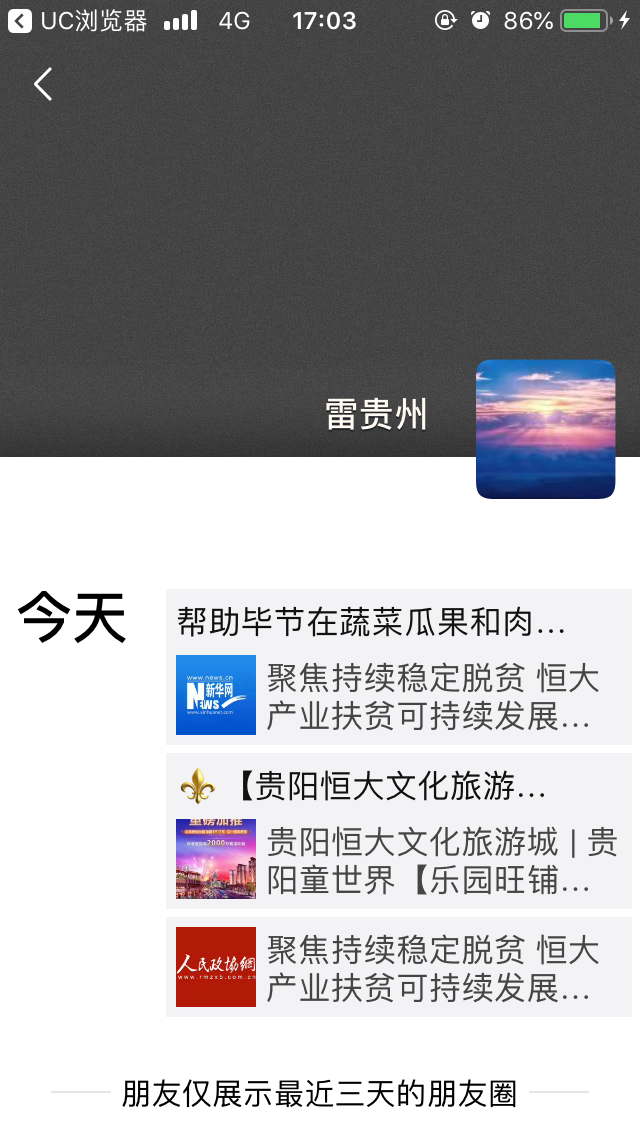 UC浏览器 4G 17:03 86%
雷贵州
今天
帮助毕节在蔬菜瓜果和肉...
www.news.cn
新华网
NEWS
www.xinhuanet.com
聚焦持续稳定脱贫 恒大
产业扶贫可持续发展...
【贵阳恒大文化旅游...
重磅加推
2000
贵阳恒大文化旅游城 | 贵
阳童世界【乐园旺铺...
人民政协網
www.rmzxb.com.cn
聚焦持续稳定脱贫 恒大
产业扶贫可持续发展...
朋友仅展示最近三天的朋友圈